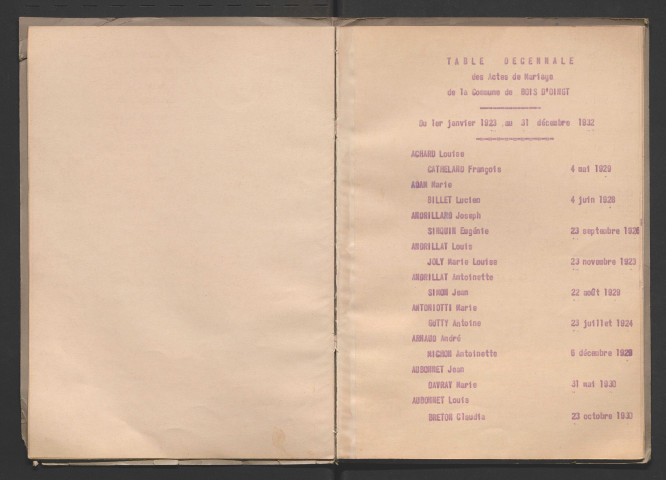 TABLE DECENNALE
des Actes de Mariage
de la Commune de BOIS D'OINGT
Du 1er janvier 1923 au 31 décembre 1932
ACHARD Louise
CATHELAND François 4 mai 1929
ADAM Marie
BILLET Lucien 4 juin 1926
ANDRILLARD Joseph
Eugénie 23 septembre
ANDRILLAT Louis
JOLY Marie Louise 20 novembre 1923
ANDRILLAT Antoinette
SIMON Jean 22 août 1929
ANTONIOTTI Marie
GUTTY Antoine 23 juillet 1924
ARNAUD André
MICHON Antoinette 6 décembre 1929
AUBONNET Jean
DAVRAY Marie 31 mai 1930
AUBONNET Louis
BRETON Claudia 23 octobre 1930